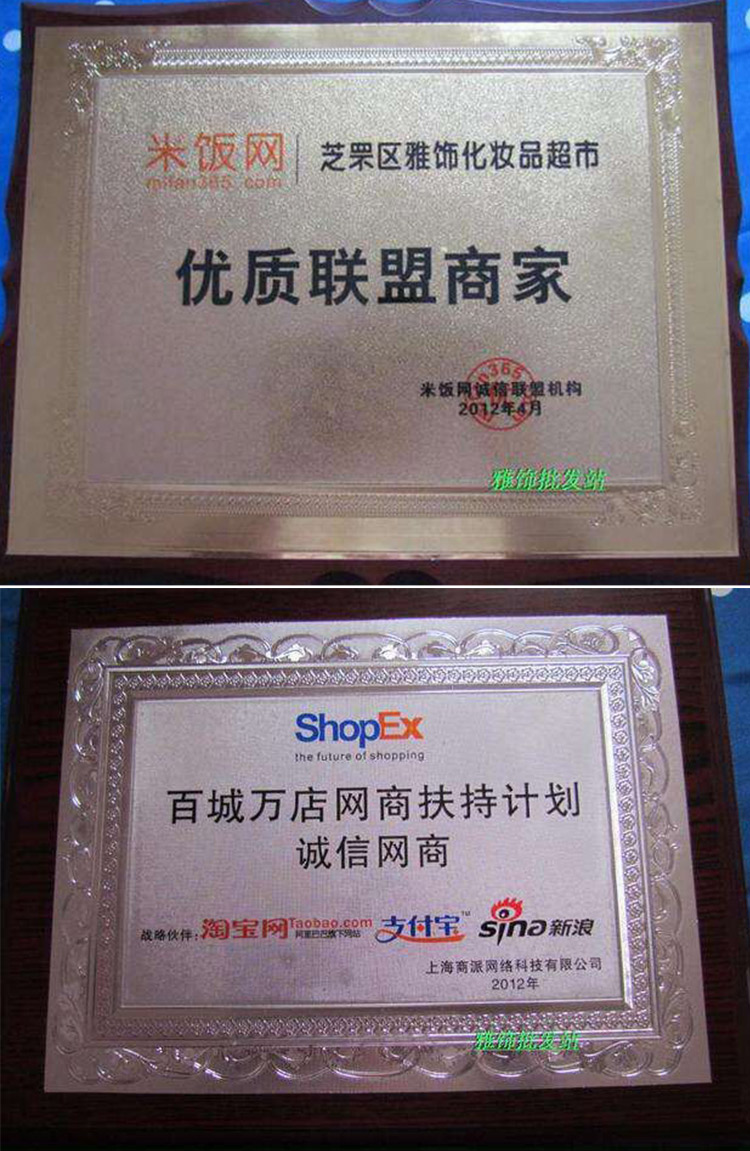 米饭网 芝罘区雅饰化妆品超市
mifan365.com
优质联盟商家
米饭网诚信联盟机构
2012年4月
雅饰批发站
ShopEx
the future of shopping
百城万店网商扶持计划
诚信网商
战略伙伴:淘宝网Taobao.com 支付宝™ sina新浪
阿里巴巴旗下网站
上海商派网络科技有限公司
2012年
雅饰批发站